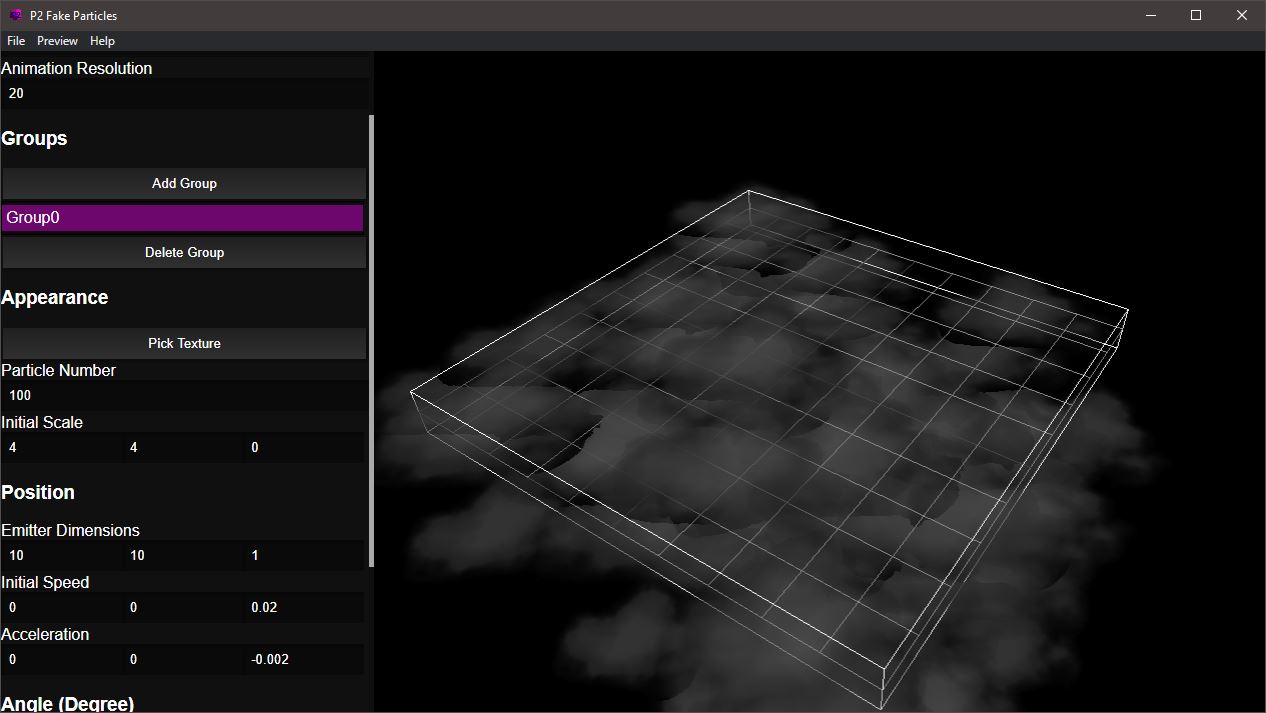 P2 Fake Particles
File Preview Help
Animation Resolution
20
Groups
Add Group
Group0
Delete Group
Appearance
Pick Texture
Particle Number
100
Initial Scale
4 4 0
Position
Emitter Dimensions
10 10 1
Initial Speed
0 0 0.02
Acceleration
0 0 -0.002
Angle (Degree)